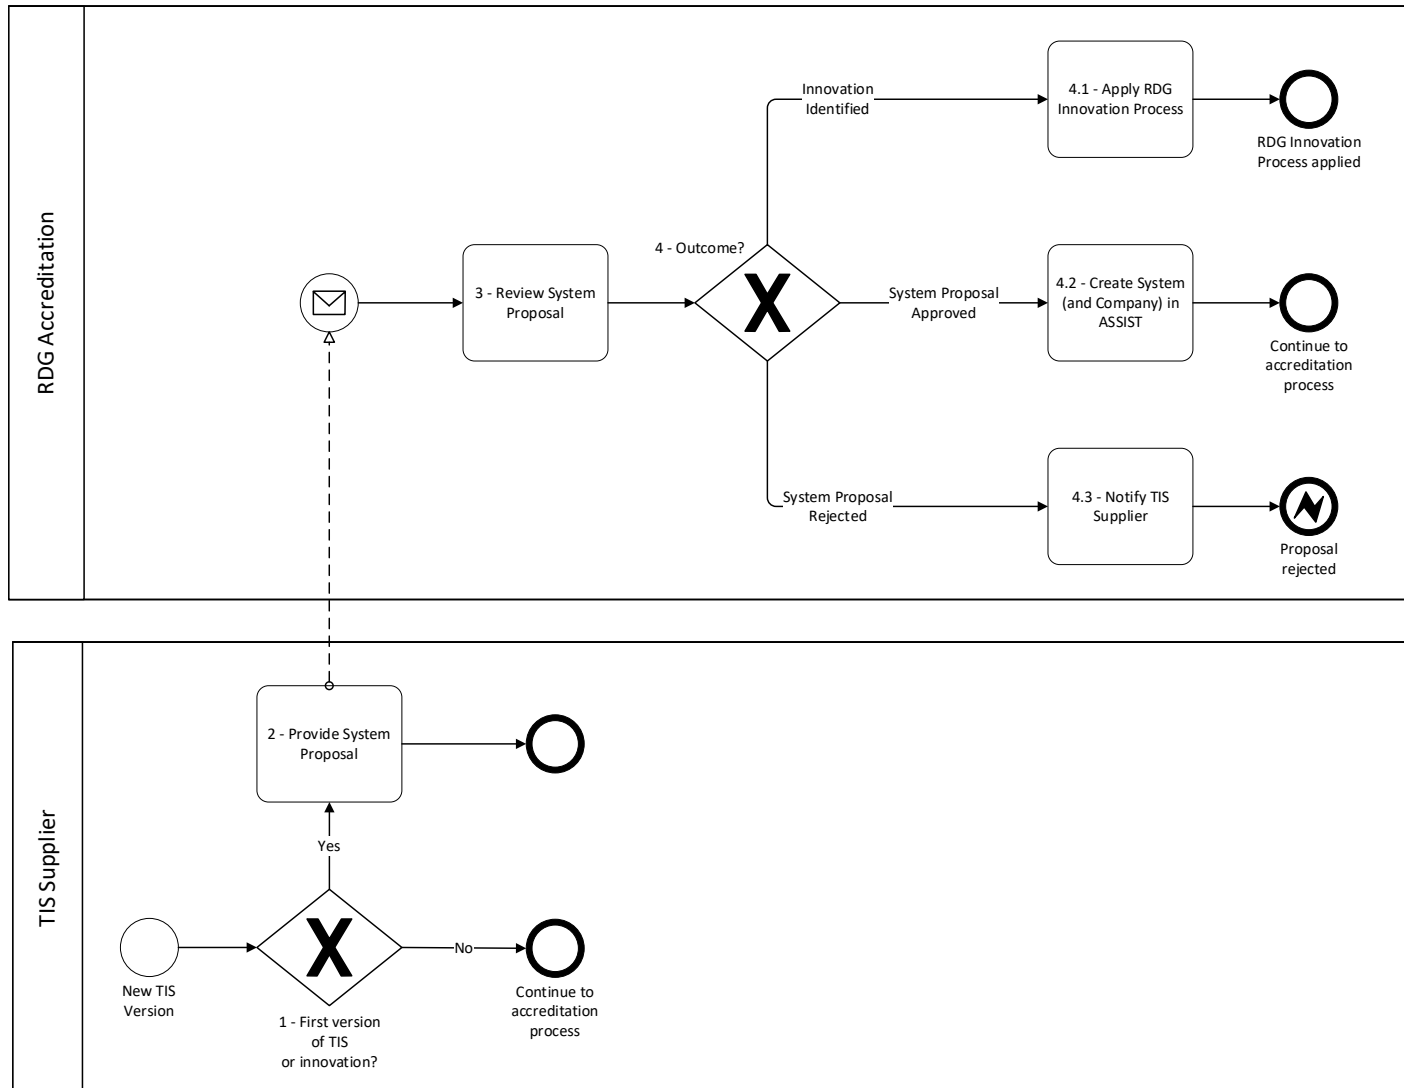 RDG Accreditation
Innovation
Identified
4.1 - Apply RDG
Innovation Process
RDG Innovation
Process applied
4 - Outcome?
3 - Review System
Proposal
System Proposal
Approved
4.2 - Create System
(and Company) in
ASSIST
Continue to
accreditation
process
System Proposal
Rejected
4.3 - Notify TIS
Supplier
Proposal
rejected
TIS Supplier
2 - Provide System
Proposal
Yes
No
New TIS
Version
1 - First version
of TIS
or innovation?
Continue to
accreditation
process